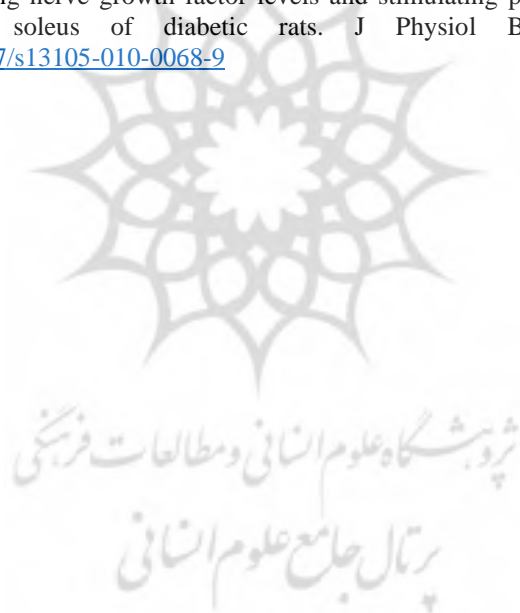 ng nerve growth factor levels and stimulating p
soleus of diabetic rats. J Physiol B
7/s13105-010-0068-9
پژوهشگاه علوم انسانی و مطالعات فرهنگی
پرتال جامع علوم انسانی